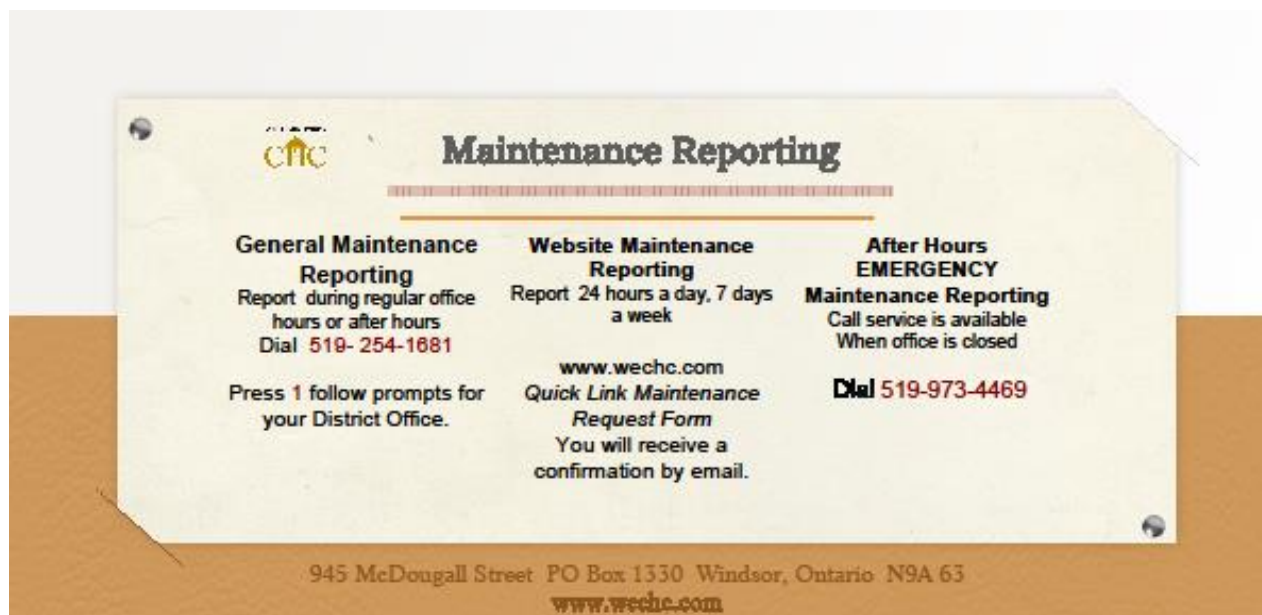 chc
Maintenance Reporting
General Maintenance
Reporting
Report during regular office
hours or after hours
Dial 519- 254-1681
Press 1 follow prompts for
your District Office.
Website Maintenance
Reporting
Report 24 hours a day, 7 days
a week
www.wechc.com
Quick Link Maintenance
Request Form
You will receive a
confirmation by email.
After Hours
EMERGENCY
Maintenance Reporting
Call service is available
When office is closed
Dial 519-973-4469
945 McDougall Street PO Box 1330 Windsor, Ontario N9A 63
www.wechc.com